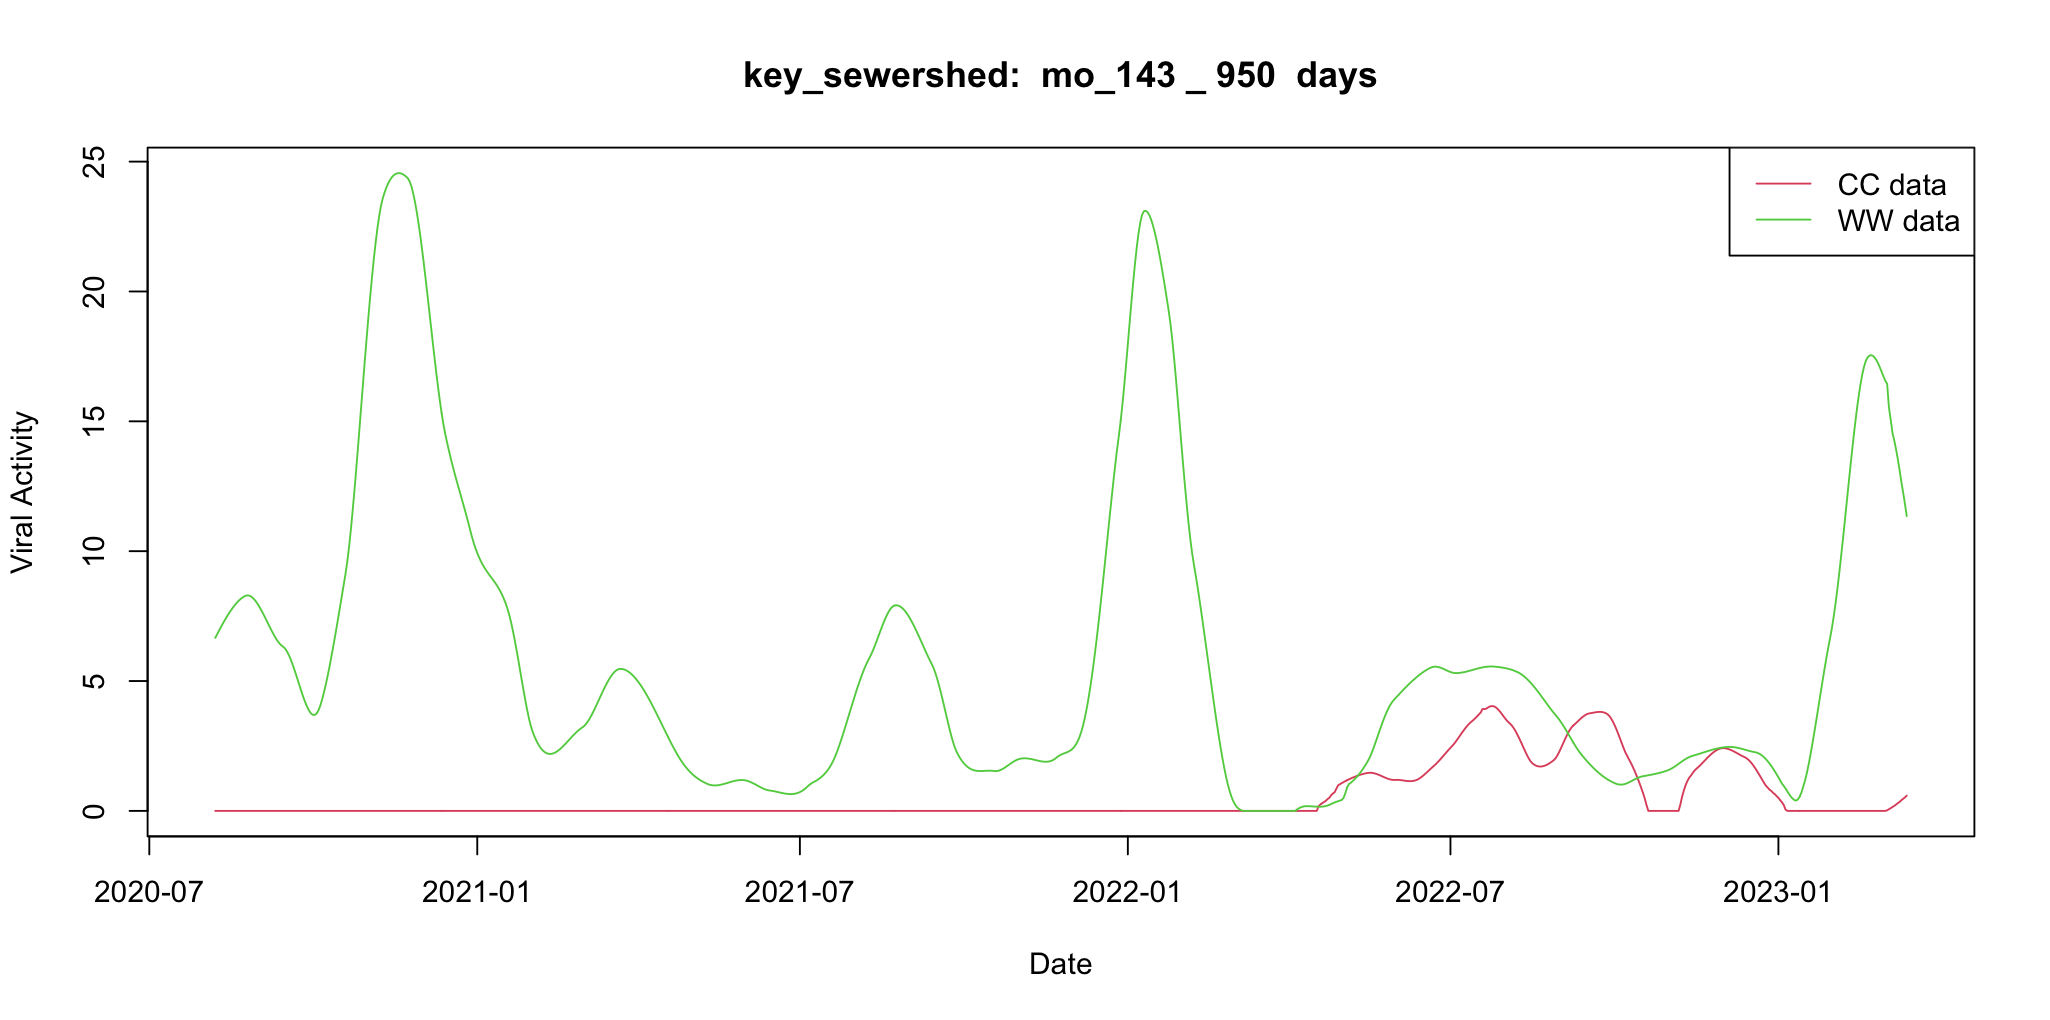 key_sewershed:  mo_143 _ 950  days
25
20
15
10
5
0
Viral Activity
CC data
WW data
2020-07
2021-01
2021-07
2022-01
2022-07
2023-01
Date